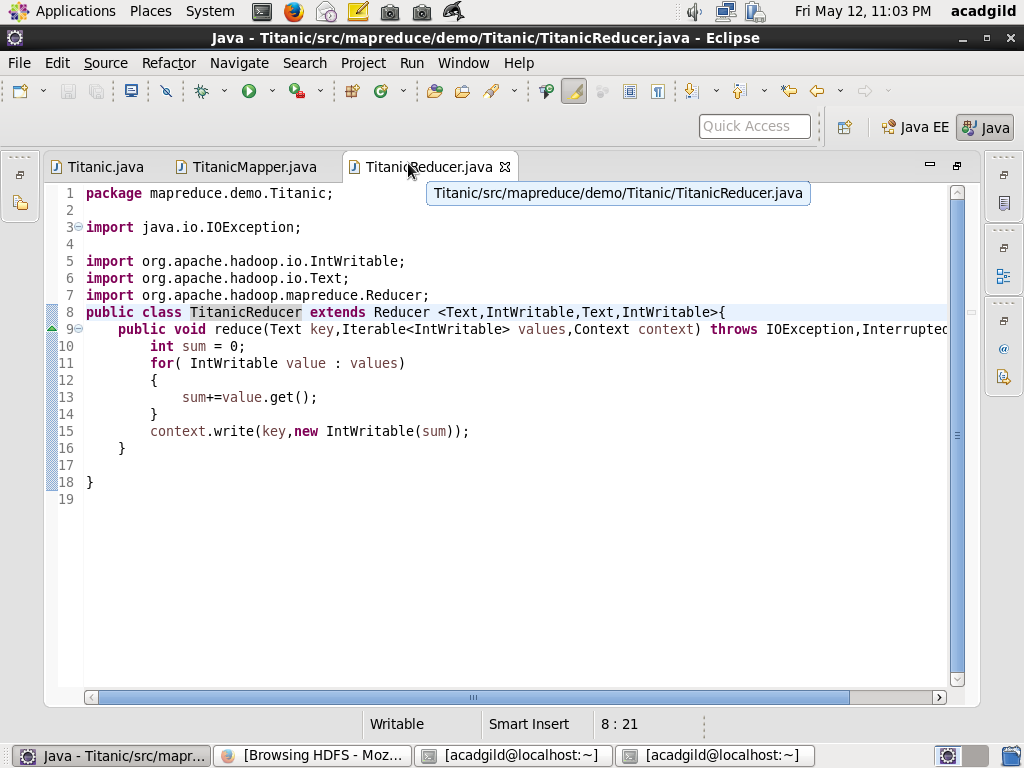 Applications Places System Fri May 12, 11:03 PM acadgild
Java - Titanic/src/mapreduce/demo/Titanic/TitanicReducer.java - Eclipse
File Edit Source Refactor Navigate Search Project Run Window Help
Quick Access Java EE Java
Titanic.java TitanicMapper.java TitanicReducer.java
Titanic/src/mapreduce/demo/Titanic/TitanicReducer.java
1 package mapreduce.demo.Titanic;
2
3 import java.io.IOException;
4
5 import org.apache.hadoop.io.IntWritable;
6 import org.apache.hadoop.io.Text;
7 import org.apache.hadoop.mapreduce.Reducer;
8 public class TitanicReducer extends Reducer <Text,IntWritable,Text,IntWritable>{
9 public void reduce(Text key,Iterable<IntWritable> values,Context context) throws IOException,Interrupted
10 int sum = 0;
11 for( IntWritable value : values)
12 {
13 sum+=value.get();
14 }
15 context.write(key,new IntWritable(sum));
16 }
17
18 }
19
Writable Smart Insert 8 : 21
Java - Titanic/src/mapr... [Browsing HDFS - Moz... [acadgild@localhost:~] [acadgild@localhost:~]